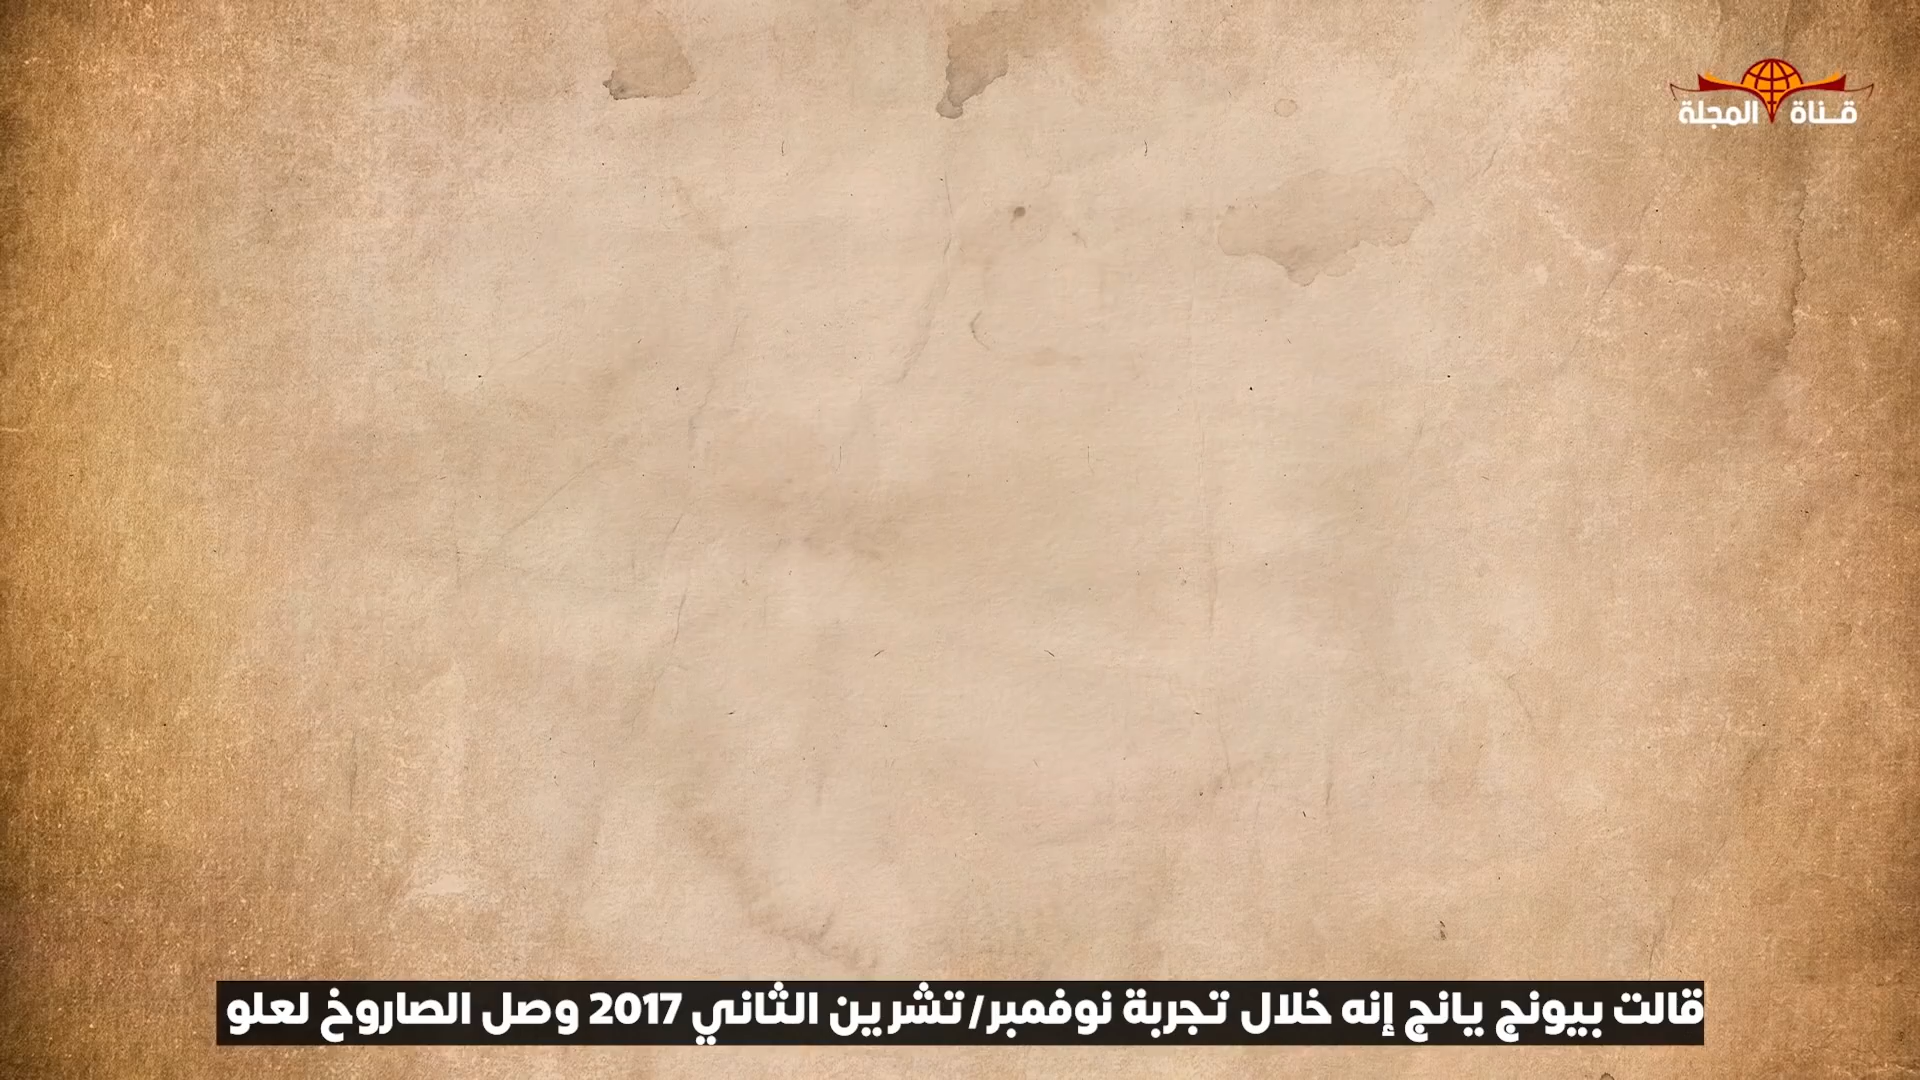 قناة المجلة
قالت بيونج يانج إنه خلال تجربة نوفمبر/تشرين الثاني 2017 وصل الصاروخ لعلو